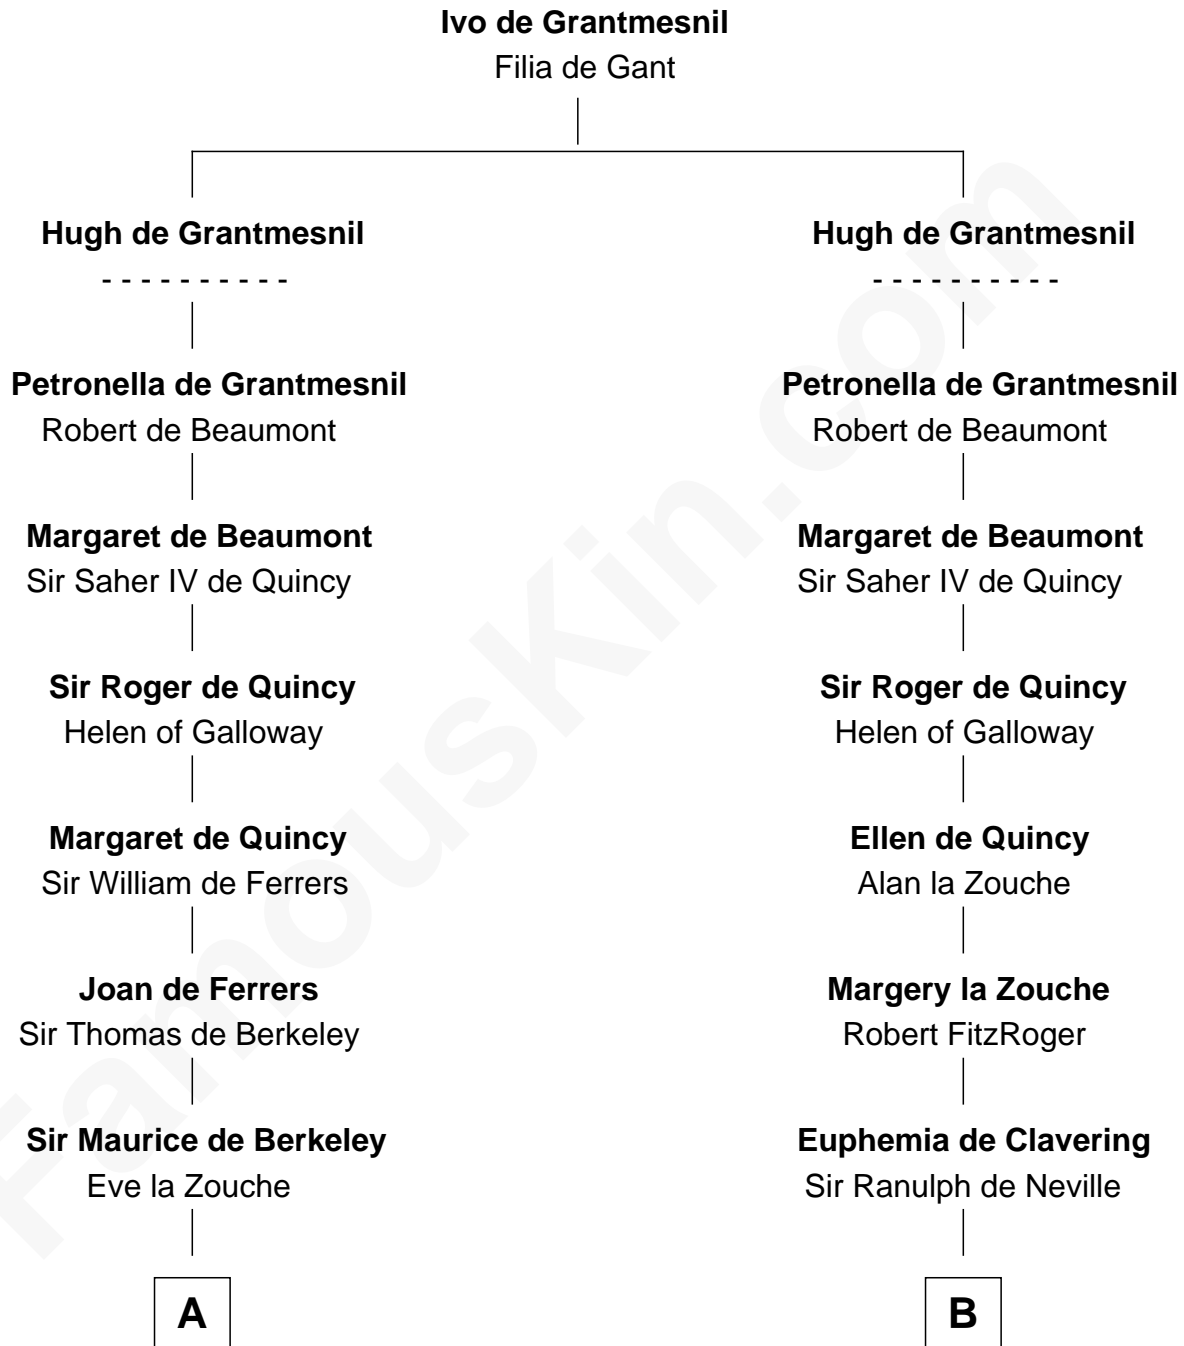 Ivo de Grantmesnil
Filia de Gant
Hugh de Grantmesnil
Hugh de Grantmesnil
- - - - - - - - - -
- - - - - - - - - -
Petronella de Grantmesnil
Petronella de Grantmesnil
Robert de Beaumont
Robert de Beaumont
Margaret de Beaumont
Margaret de Beaumont
Sir Saher IV de Quincy
Sir Saher IV de Quincy
Sir Roger de Quincy
Sir Roger de Quincy
Helen of Galloway
Helen of Galloway
Margaret de Quincy
Ellen de Quincy
Sir William de Ferrers
Alan la Zouche
Joan de Ferrers
Margery la Zouche
Sir Thomas de Berkeley
Robert FitzRoger
Sir Maurice de Berkeley
Euphemia de Clavering
Eve la Zouche
Sir Ranulph de Neville
A
B
FamousKin.com